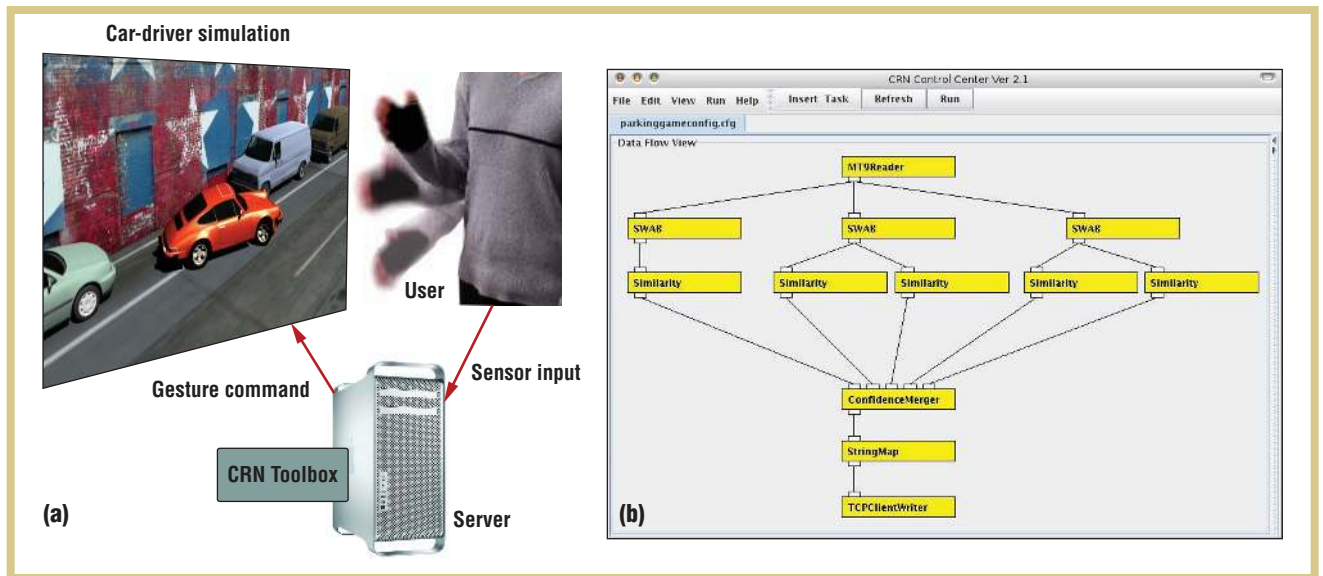 Car-driver simulation
User
Gesture command
Sensor input
CRN Toolbox
Server
(a)
CRN Control Center Ver 2.1
File Edit View Run Help Insert Task Refresh Run
parkinggameconfig.cfg
Data Flow View
MT9Reader
SWAB SWAB SWAB
Similarity Similarity Similarity Similarity Similarity
ConfidenceMerger
StringMap
TCPClientWriter
(b)